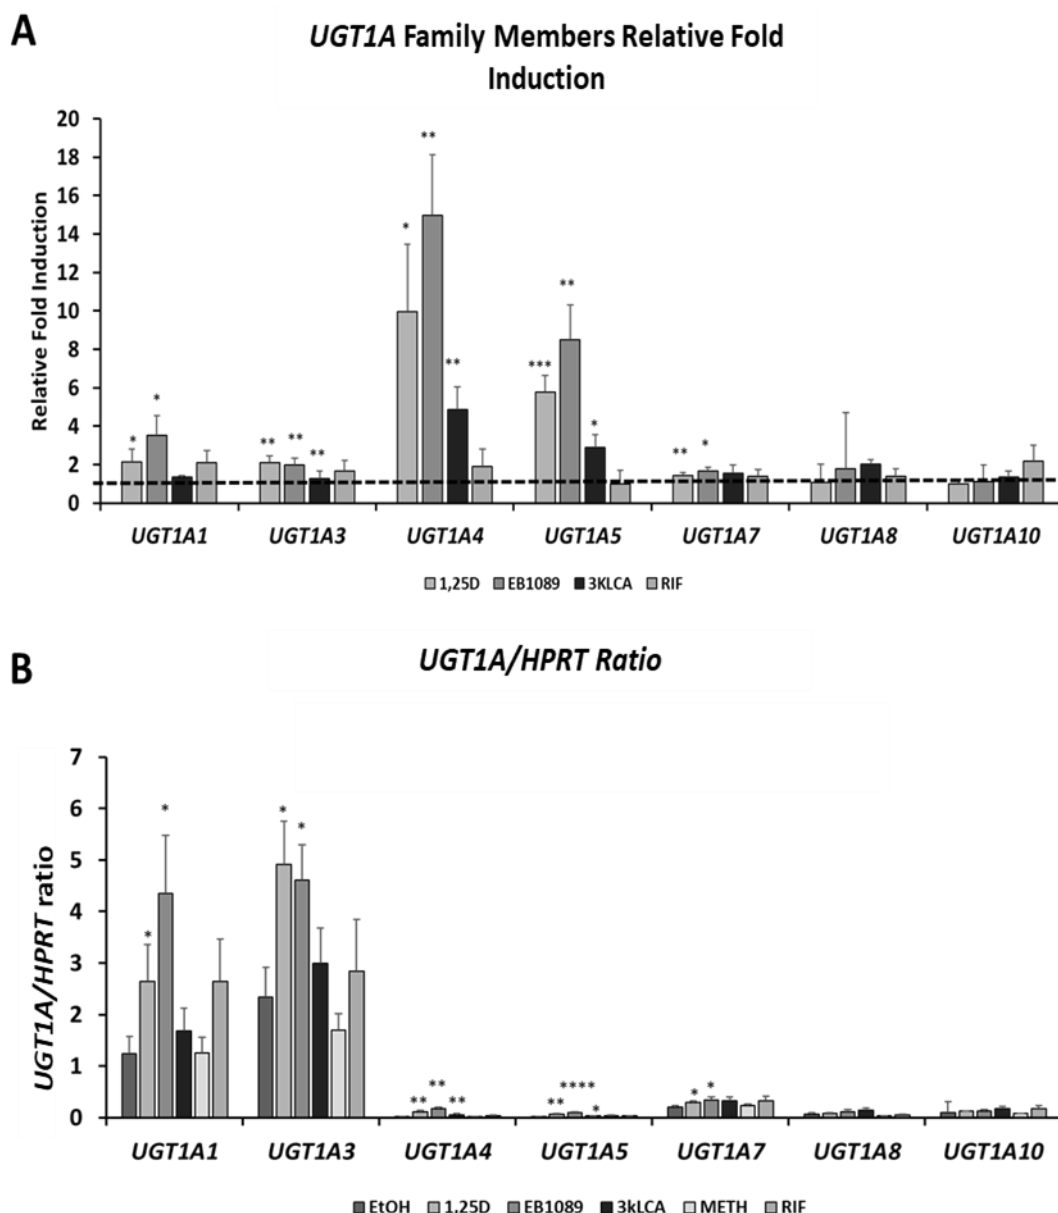 A
UGT1A Family Members Relative Fold
Induction
Relative Fold Induction
20
18
16
14
12
10
8
6
4
2
0
* * ** ** ** * ** ** *** ** * ** *
UGT1A1 UGT1A3 UGT1A4 UGT1A5 UGT1A7 UGT1A8 UGT1A10
1,25D EB1089 3KLCA RIF
B
UGT1A/HPRT Ratio
UGT1A/HPRT ratio
7
6
5
4
3
2
1
0
* * * * ** ** ** ** **** * * *
UGT1A1 UGT1A3 UGT1A4 UGT1A5 UGT1A7 UGT1A8 UGT1A10
EtOH 1,25D EB1089 3kLCA METH RIF